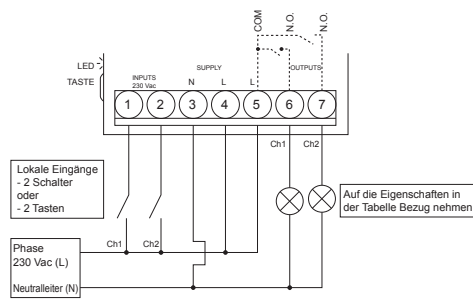 COM
N.O.
N.O.
LED
TASTE
INPUTS
230 Vac
SUPPLY
N
L
L
OUTPUTS
1
2
3
4
5
6
7
Ch1
Ch2
Lokale Eingänge
- 2 Schalter
oder
- 2 Tasten
Auf die Eigenschaften in
der Tabelle Bezug nehmen
Ch1
Ch2
Phase
230 Vac (L)
Neutralleiter (N)